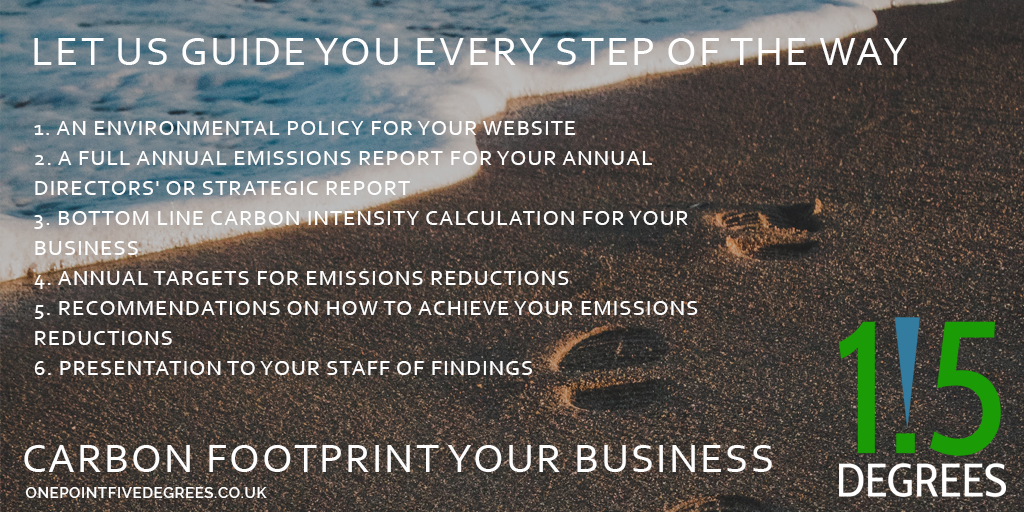 LET US GUIDE YOU EVERY STEP OF THE WAY
1. AN ENVIRONMENTAL POLICY FOR YOUR WEBSITE
2. A FULL ANNUAL EMISSIONS REPORT FOR YOUR ANNUAL
DIRECTORS' OR STRATEGIC REPORT
3. BOTTOM LINE CARBON INTENSITY CALCULATION FOR YOUR
BUSINESS
4. ANNUAL TARGETS FOR EMISSIONS REDUCTIONS
5. RECOMMENDATIONS ON HOW TO ACHIEVE YOUR EMISSIONS
REDUCTIONS
6. PRESENTATION TO YOUR STAFF OF FINDINGS
CARBON FOOTPRINT YOUR BUSINESS
ONEPOINTFIVEDEGREES.CO.UK
1!5
DEGREES